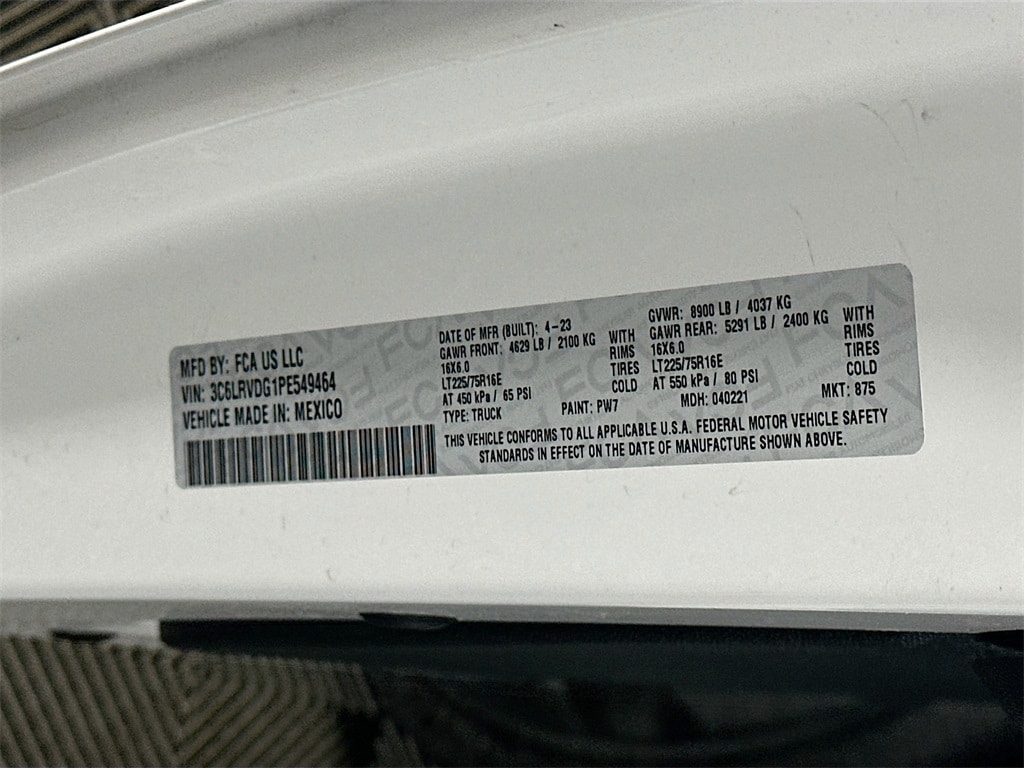 MFD BY: FCA US LLC
VIN: 3C6LRVDG1PE549464
VEHICLE MADE IN: MEXICO
DATE OF MFR (BUILT): 4-23
GAWR FRONT: 4629 LB / 2100 KG WITH
16X6.0 RIMS
LT225/75R16E TIRES
AT 450 kPa / 65 PSI COLD
TYPE: TRUCK PAINT: PW7
GVWR: 8900 LB / 4037 KG
GAWR REAR: 5291 LB / 2400 KG WITH
16X6.0 RIMS
LT225/75R16E TIRES
AT 550 kPa / 80 PSI COLD
MDH: 040221 MKT: 875
THIS VEHICLE CONFORMS TO ALL APPLICABLE U.S.A. FEDERAL MOTOR VEHICLE SAFETY
STANDARDS IN EFFECT ON THE DATE OF MANUFACTURE SHOWN ABOVE.